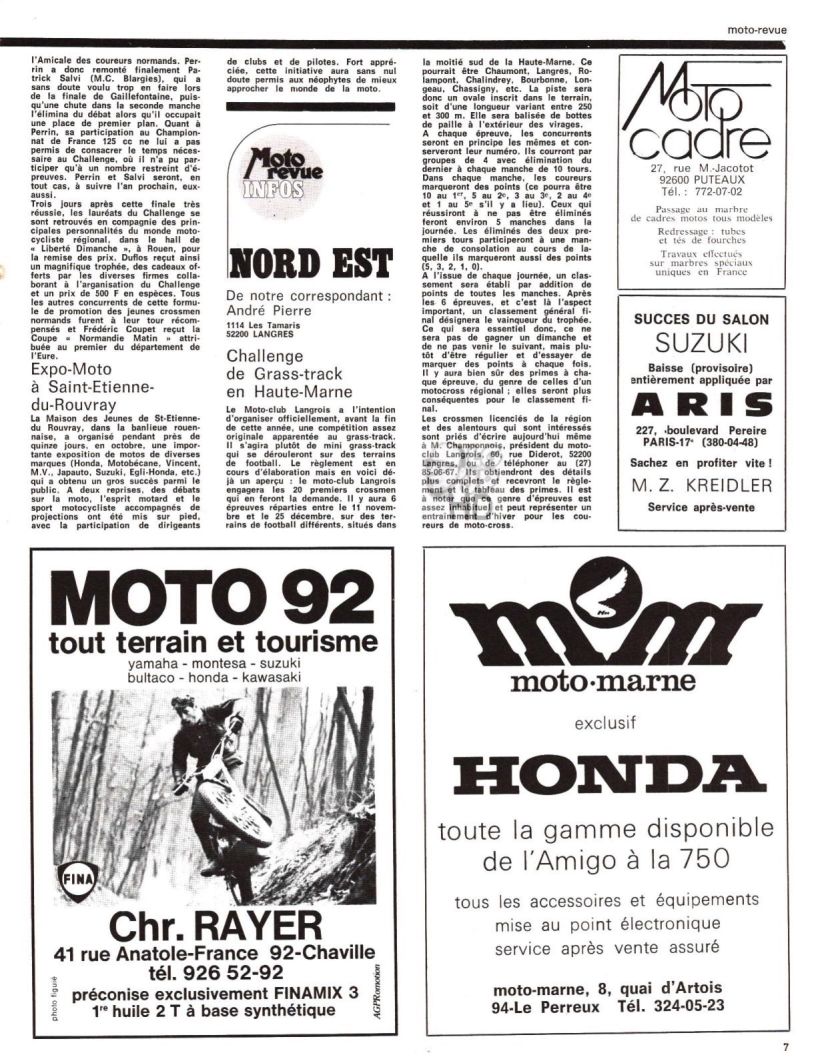 moto-revue
l'Amicale des coureurs normands. Per-
rin a donc remonté finalement Pa-
trick Salvi (M.C. Blargies), qui a
sans doute voulu trop en faire lors
de la finale de Gaillefontaine, puis-
qu'une chute dans la seconde manche
l'élimina du débat alors qu'il occupait
une place de premier plan. Quant à
Perrin, sa participation au Champion-
nat de France 125 cc ne lui a pas
permis de consacrer le temps néces-
saire au Challenge, où il n'a pu par-
ticiper qu'à un nombre restreint d'é-
preuves. Perrin et Salvi seront, en
tout cas, à suivre l'an prochain, eux-
aussi.
Trois jours après cette finale très
réussie, les lauréats du Challenge se
sont retrouvés en compagnie des prin-
cipales personnalités du monde moto-
cycliste régional, dans le hall de
« Liberté Dimanche », à Rouen, pour
la remise des prix. Duflos reçut ainsi
un magnifique trophée, des cadeaux of-
ferts par les diverses firmes colla-
borant à l'arganisation du Challenge
et un prix de 500 F en espèces. Tous
les autres concurrents de cette formu-
le de promotion des jeunes crossmen
normands furent à leur tour récom-
pensés et Frédéric Coupet reçut la
Coupe « Normandie Matin » attri-
buée au premier du département de
l'Eure.
Expo-Moto
à Saint-Etienne-
du-Rouvray
La Maison des Jeunes de St-Etienne-
du Rouvray, dans la banlieue rouen-
naise, a organisé pendant près de
quinze jours, en octobre, une impor-
tante exposition de motos de diverses
marques (Honda, Motobécane, Vincent,
M.V., Japauto, Suzuki, Egli-Honda, etc.)
qui a obtenu un gros succès parmi le
public. A deux reprises, des débats
sur la moto, l'esprit motard et le
sport motocycliste accompagnés de
projections ont été mis sur pied,
avec la participation de dirigeants
de clubs et de pilotes. Fort appré-
ciée, cette initiative aura sans nul
doute permis aux néophytes de mieux
approcher le monde de la moto.
Moto
revue
INFOS
NORD EST
De notre correspondant :
André Pierre
1114 Les Tamaris
52200 LANGRES
Challenge
de Grass-track
en Haute-Marne
Le Moto-club Langrois a l'intention
d'organiser officiellement, avant la fin
de cette année, une compétition assez
originale apparentée au grass-track.
Il s'agira plutôt de mini grass-track
qui se dérouleront sur des terrains
de football. Le règlement est en
cours d'élaboration mais en voici dé-
jà un aperçu : le moto-club Langrois
engagera les 20 premiers crossmen
qui en feront la demande. Il y aura 6
épreuves réparties entre le 11 novem-
bre et le 25 décembre, sur des ter-
rains de football différents, situés dans
la moitié sud de la Haute-Marne. Ce
pourrait être Chaumont, Langres, Ro-
lampont, Chalindrey, Bourbonne, Lon-
geau, Chassigny, etc. La piste sera
donc un ovale inscrit dans le terrain,
soit d'une longueur variant entre 250
et 300 m. Elle sera balisée de bottes
de paille à l'extérieur des virages.
A chaque épreuve, les concurrents
seront en principe les mêmes et con-
serveront leur numéro. Ils courront par
groupes de 4 avec élimination du
dernier à chaque manche de 10 tours.
Dans chaque manche, les coureurs
marqueront des points (ce pourra être
10 au 1er, 5 au 2e, 3 au 3e, 2 au 4e
et 1 au 5e s'il y a lieu). Ceux qui
réussiront à ne pas être éliminés
feront environ 5 manches dans la
journée. Les éliminés des deux pre-
miers tours participeront à une man-
che de consolation au cours de la-
quelle ils marqueront aussi des points
(5, 3, 2, 1, 0).
A l'issue de chaque journée, un clas-
sement sera établi par addition de
points de toutes les manches. Après
les 6 épreuves, et c'est là l'aspect
important, un classement général fi-
nal désignera le vainqueur du trophée.
Ce qui sera essentiel donc, ce ne
sera pas de gagner un dimanche et
de ne pas venir le suivant, mais plu-
tôt d'être régulier et d'essayer de
marquer des points à chaque fois.
Il y aura bien sûr des primes à cha-
que épreuve, du genre de celles d'un
motocross régional ; elles seront plus
conséquentes pour le classement fi-
nal.
Les crossmen licenciés de la région
et des alentours qui sont intéressés
sont priés d'écrire aujourd'hui même
à M. Champonnois, président du moto-
club Langrois, 60, rue Diderot, 52200
Langres, ou de téléphoner au (27)
85-06-67. Ils obtiendront des détails
plus complets et recevront le règle-
ment et le tableau des primes. Il est
à noter que ce genre d'épreuves est
assez inhabituel et peut représenter un
entraînement d'hiver pour les cou-
reurs de moto-cross.
Moto
cadre
27, rue M.-Jacotot
92600 PUTEAUX
Tél. : 772-07-02
Passage au marbre
de cadres motos tous modèles
Redressage : tubes
et tés de fourches
Travaux effectués
sur marbres spéciaux
uniques en France
SUCCES DU SALON
SUZUKI
Baisse (provisoire)
entièrement appliquée par
ARIS
227, boulevard Pereire
PARIS-17e (380-04-48)
Sachez en profiter vite !
M. Z. KREIDLER
Service après-vente
MOTO 92
tout terrain et tourisme
yamaha - montesa - suzuki
bultaco - honda - kawasaki
FINA
Chr. RAYER
41 rue Anatole-France 92-Chaville
tél. 926 52-92
préconise exclusivement FINAMIX 3
1re huile 2 T à base synthétique
photo figuié
AGPRomotion
mm
moto-marne
exclusif
HONDA
toute la gamme disponible
de l'Amigo à la 750
tous les accessoires et équipements
mise au point électronique
service après vente assuré
moto-marne, 8, quai d'Artois
94-Le Perreux Tél. 324-05-23
7